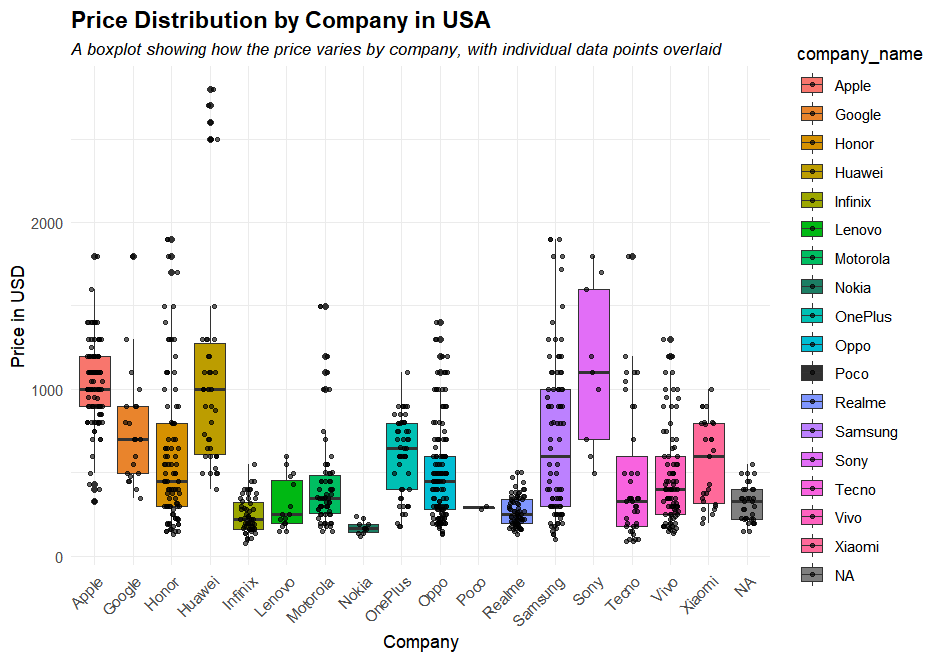 Price Distribution by Company in USA
A boxplot showing how the price varies by company, with individual data points overlaid
company_name
Apple
Google
Honor
Huawei
Infinix
Lenovo
Motorola
Nokia
OnePlus
Oppo
Poco
Realme
Samsung
Sony
Tecno
Vivo
Xiaomi
NA
Price in USD
2000
1000
0
Apple
Google
Honor
Huawei
Infinix
Lenovo
Motorola
Nokia
OnePlus
Oppo
Poco
Realme
Samsung
Sony
Tecno
Vivo
Xiaomi
NA
Company